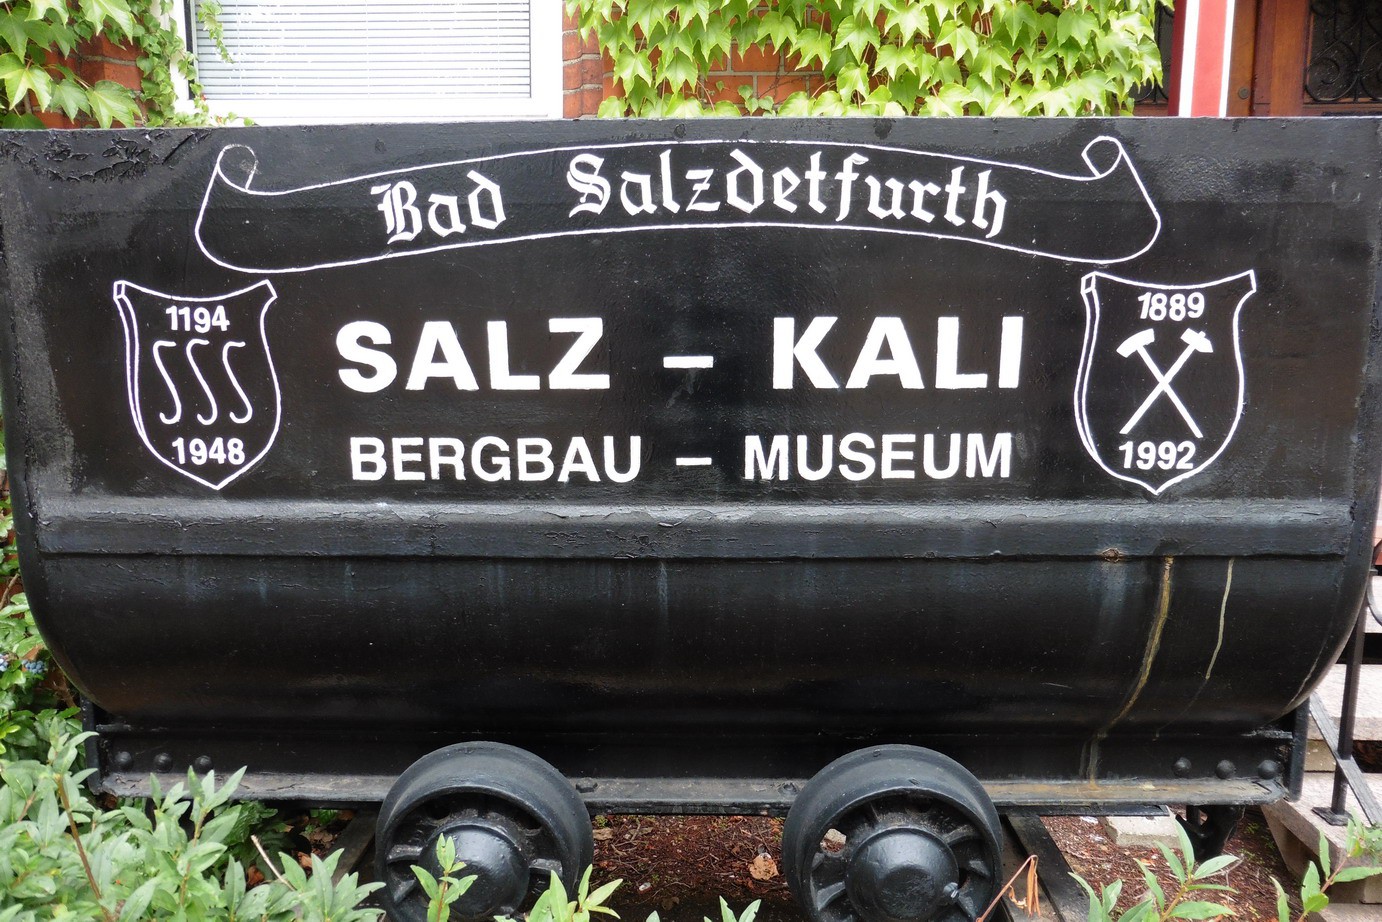 Bad Salzdetfurth
1194
SSS
1948
SALZ – KALI
BERGBAU – MUSEUM
1889
1992